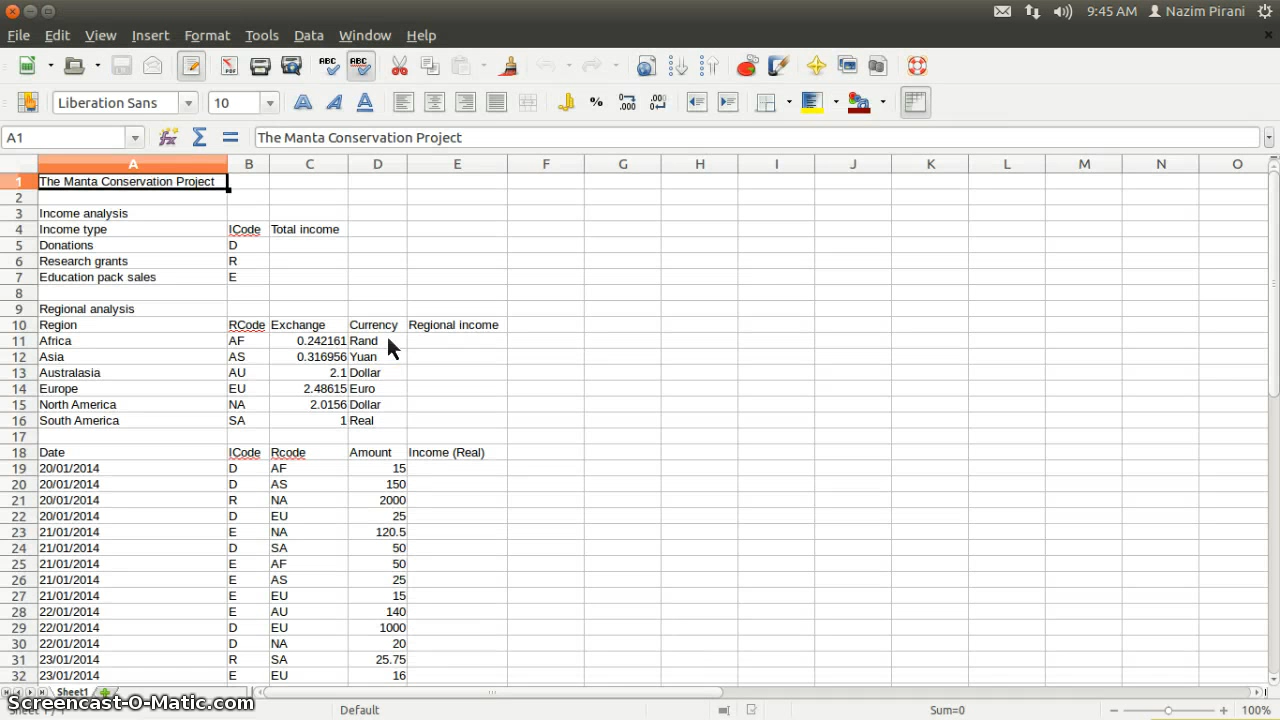 9:45 AM Nazim Pirani
File Edit View Insert Format Tools Data Window Help
Liberation Sans 10
A1 The Manta Conservation Project
A B C D E F G H I J K L M N O
1 The Manta Conservation Project
2
3 Income analysis
4 Income type ICode Total income
5 Donations D
6 Research grants R
7 Education pack sales E
8
9 Regional analysis
10 Region RCode Exchange Currency Regional income
11 Africa AF 0.242161 Rand
12 Asia AS 0.316956 Yuan
13 Australasia AU 2.1 Dollar
14 Europe EU 2.48615 Euro
15 North America NA 2.0156 Dollar
16 South America SA 1 Real
17
18 Date ICode Rcode Amount Income (Real)
19 20/01/2014 D AF 15
20 20/01/2014 D AS 150
21 20/01/2014 R NA 2000
22 20/01/2014 D EU 25
23 21/01/2014 E NA 120.5
24 21/01/2014 D SA 50
25 21/01/2014 E AF 50
26 21/01/2014 E AS 25
27 21/01/2014 E EU 15
28 22/01/2014 E AU 140
29 22/01/2014 D EU 1000
30 22/01/2014 D NA 20
31 23/01/2014 R SA 25.75
32 23/01/2014 E EU 16
Sheet1
Screencast-O-Matic.com
Default Sum=0 100%